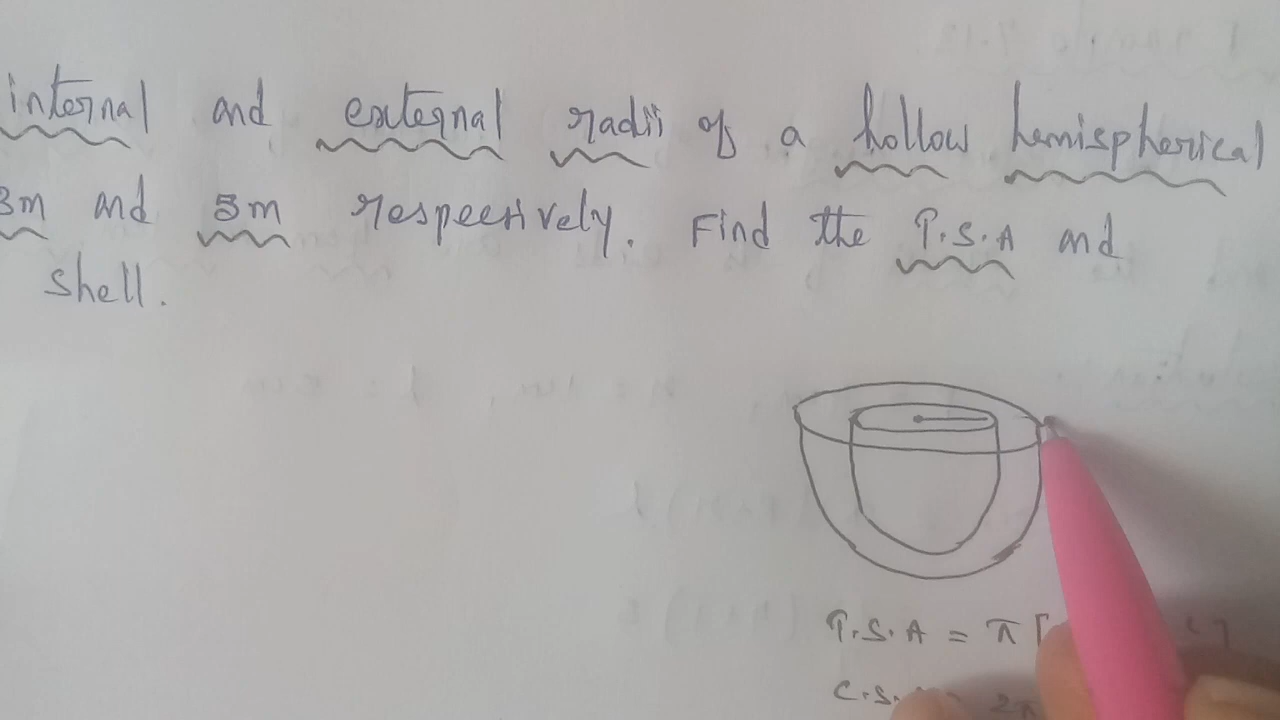 internal and external radii of a hollow hemispherical
3m and 5m respectively. Find the T.S.A and
shell.
T.S.A = π [
C.S.